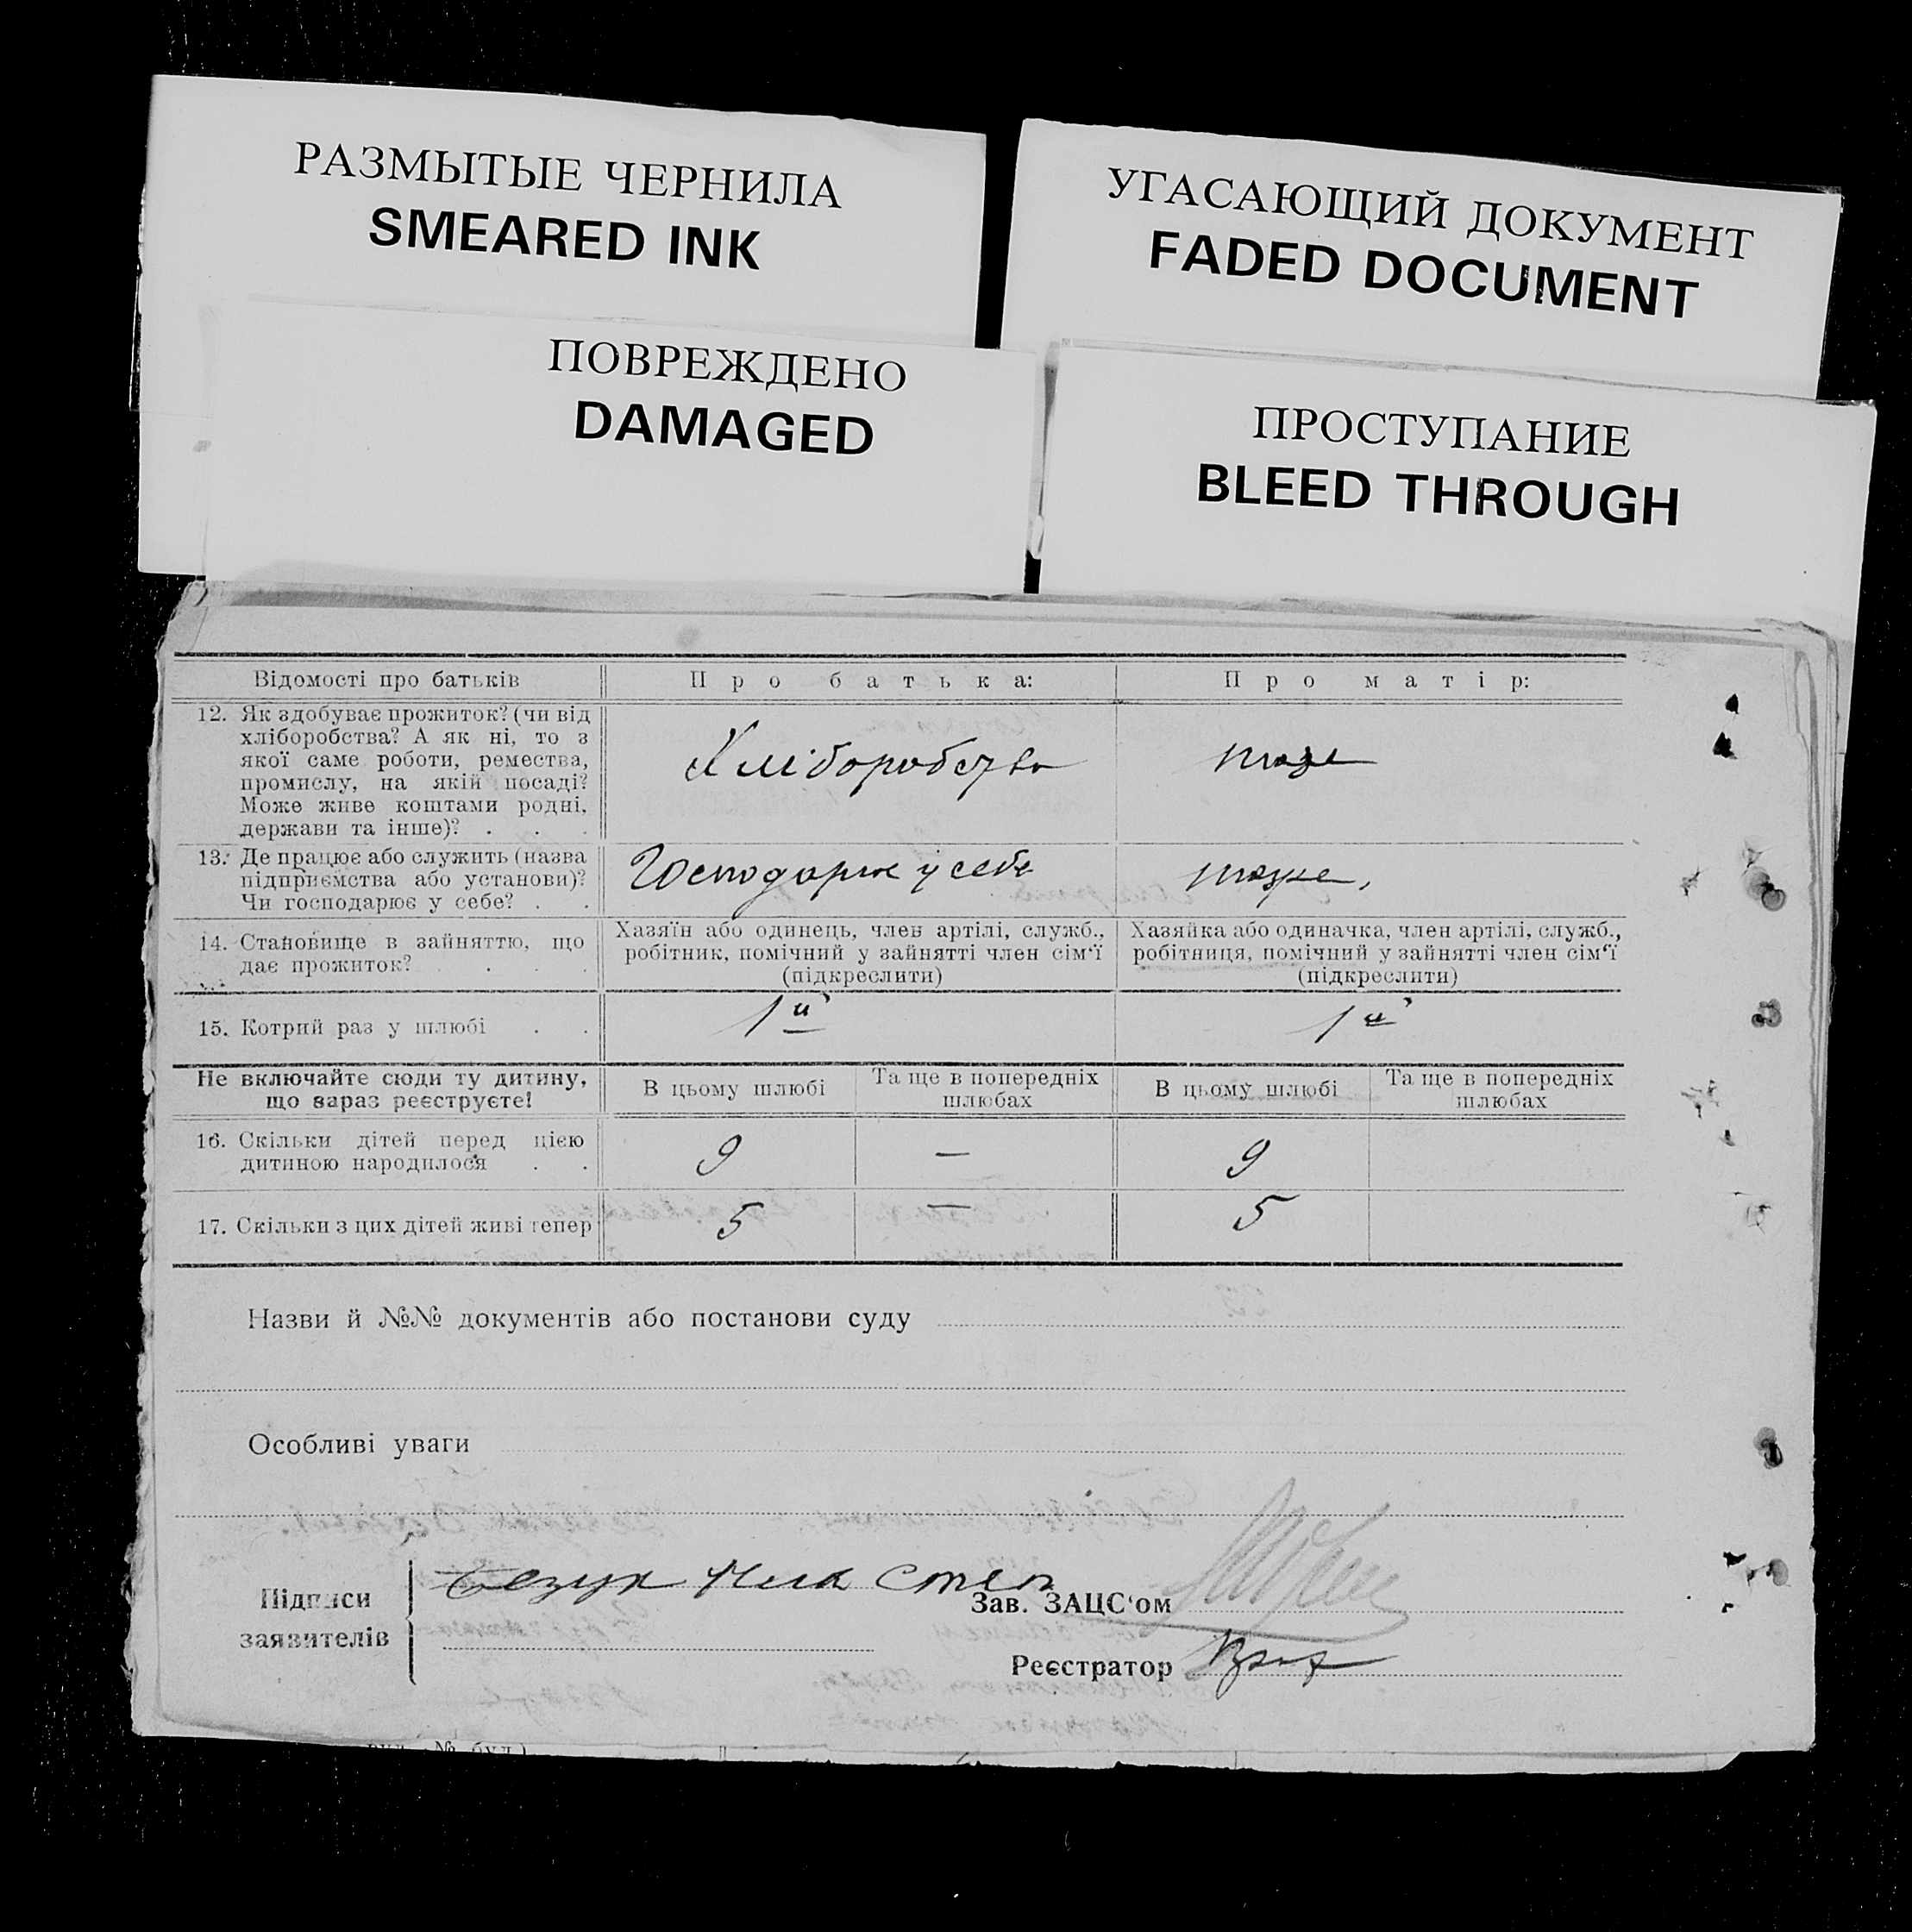 РАЗМЫТЫЕ ЧЕРНИЛА
SMEARED INK
УГАСАЮЩИЙ ДОКУМЕНТ
FADED DOCUMENT
ПОВРЕЖДЕНО
DAMAGED
ПРОСТУПАНИЕ
BLEED THROUGH
Відомості про батьків
Про батька:
Про матір:
12. Як здобуває прожиток? (чи від
хліборобства? А як ні, то з
якої саме роботи, ремества,
промислу, на якій посаді?
Може живе коштами родні,
держави та інше)? . . .
Хліборобство
тоже
13. Де працює або служить (назва
підприємства або установи)?
Чи господарює у себе? . .
Господарює у себе
тоже,
14. Становище в зайняттю, що
дає прожиток? . . . .
Хазяїн або одинець, член артілі, служб.,
робітник, помічний у зайнятті член сім‘ї
(підкреслити)
Хазяйка або одиначка, член артілі, служб.,
робітниця, помічний у зайнятті член сім‘ї
(підкреслити)
15. Котрий раз у шлюбі . .
1й
1й
Не включайте сюди ту дитину,
що зараз реєструєте!
В цьому шлюбі
Та ще в попередніх
шлюбах
В цьому шлюбі
Та ще в попередніх
шлюбах
16. Скільки дітей перед цією
дитиною народилося . .
9
—
9
17. Скільки з цих дітей живі тепер
5
—
5
Назви й №№ документів або постанови суду
Особливі уваги
Підписи
заявителів
Зав. ЗАЦС‘ом
Реєстратор
вул. № буд.)